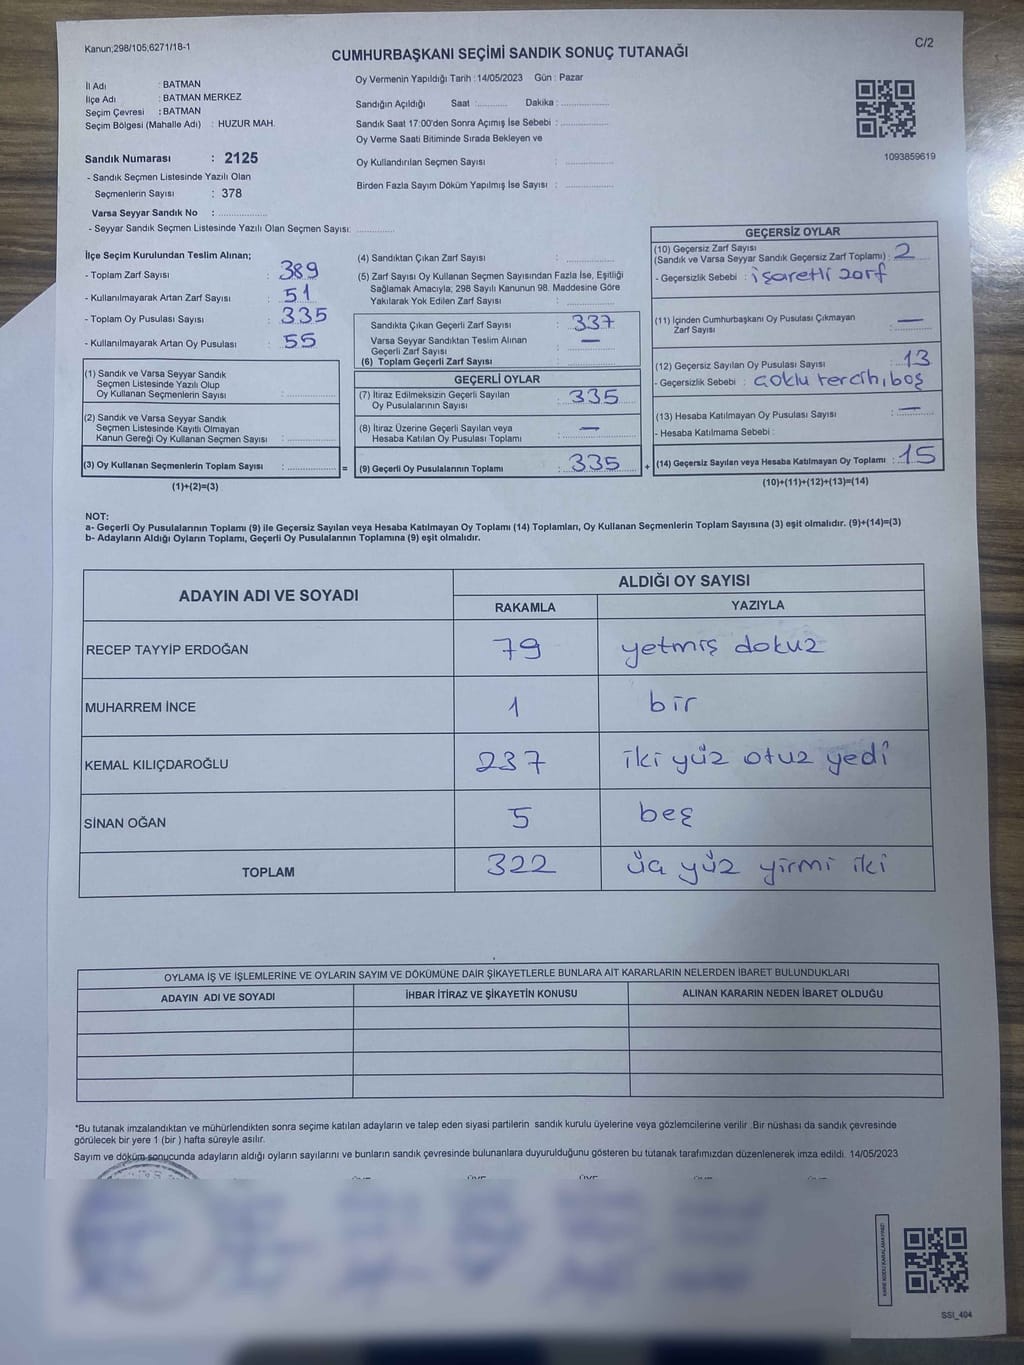 Kanun;298/105;6271/18-1
C/2
CUMHURBAŞKANI SEÇİMİ SANDIK SONUÇ TUTANAĞI
İl Adı : BATMAN
İlçe Adı : BATMAN MERKEZ
Seçim Çevresi : BATMAN
Seçim Bölgesi (Mahalle Adı) : HUZUR MAH.
Sandık Numarası : 2125
- Sandık Seçmen Listesinde Yazılı Olan
Seçmenlerin Sayısı : 378
Varsa Seyyar Sandık No : ....................
- Seyyar Sandık Seçmen Listesinde Yazılı Olan Seçmen Sayısı: ..............
Oy Vermenin Yapıldığı Tarih : 14/05/2023 Gün : Pazar
Sandığın Açıldığı Saat :........... Dakika : ..................
Sandık Saat 17:00'den Sonra Açımış İse Sebebi : ..................
Oy Verme Saati Bitiminde Sırada Bekleyen ve
Oy Kullandırılan Seçmen Sayısı : ..................
Birden Fazla Sayım Döküm Yapılmış İse Sayısı : ..................
1093859619
İlçe Seçim Kurulundan Teslim Alınan;
- Toplam Zarf Sayısı : 389
- Kullanılmayarak Artan Zarf Sayısı : 51
- Toplam Oy Pusulası Sayısı : 335
- Kullanılmayarak Artan Oy Pusulası : 55
(1) Sandık ve Varsa Seyyar Sandık
Seçmen Listesinde Yazılı Olup
Oy Kullanan Seçmenlerin Sayısı : ..................
(2) Sandık ve Varsa Seyyar Sandık
Seçmen Listesinde Kayıtlı Olmayan
Kanun Gereği Oy Kullanan Seçmen Sayısı : ..................
(3) Oy Kullanan Seçmenlerin Toplam Sayısı : .................. =
(1)+(2)=(3)
(4) Sandıktan Çıkan Zarf Sayısı : ..................
(5) Zarf Sayısı Oy Kullanan Seçmen Sayısından Fazla İse, Eşitliği
Sağlamak Amacıyla; 298 Sayılı Kanunun 98. Maddesine Göre
Yakılarak Yok Edilen Zarf Sayısı : ..................
Sandıkta Çıkan Geçerli Zarf Sayısı : 337
Varsa Seyyar Sandıktan Teslim Alınan
Geçerli Zarf Sayısı : —
(6) Toplam Geçerli Zarf Sayısı : ..................
GEÇERLİ OYLAR
(7) İtiraz Edilmeksizin Geçerli Sayılan
Oy Pusulalarının Sayısı : 335
(8) İtiraz Üzerine Geçerli Sayılan veya
Hesaba Katılan Oy Pusulası Toplamı : —
(9) Geçerli Oy Pusulalarının Toplamı : 335 +
GEÇERSİZ OYLAR
(10) Geçersiz Zarf Sayısı
(Sandık ve Varsa Seyyar Sandık Geçersiz Zarf Toplamı) : 2
- Geçersizlik Sebebi : işaretli zarf
(11) İçinden Cumhurbaşkanı Oy Pusulası Çıkmayan
Zarf Sayısı : —
(12) Geçersiz Sayılan Oy Pusulası Sayısı : 13
- Geçersizlik Sebebi : çoklu tercih, boş
(13) Hesaba Katılmayan Oy Pusulası Sayısı : —
- Hesaba Katılmama Sebebi :
(14) Geçersiz Sayılan veya Hesaba Katılmayan Oy Toplamı : 15
(10)+(11)+(12)+(13)=(14)
NOT:
a- Geçerli Oy Pusulalarının Toplamı (9) ile Geçersiz Sayılan veya Hesaba Katılmayan Oy Toplamı (14) Toplamları, Oy Kullanan Seçmenlerin Toplam Sayısına (3) eşit olmalıdır. (9)+(14)=(3)
b- Adayların Aldığı Oyların Toplamı, Geçerli Oy Pusulalarının Toplamına (9) eşit olmalıdır.
ADAYIN ADI VE SOYADI ALDIĞI OY SAYISI
RAKAMLA YAZIYLA
RECEP TAYYİP ERDOĞAN 79 yetmiş dokuz
MUHARREM İNCE 1 bir
KEMAL KILIÇDAROĞLU 237 iki yüz otuz yedi
SİNAN OĞAN 5 beş
TOPLAM 322 üç yüz yirmi iki
OYLAMA İŞ VE İŞLEMLERİNE VE OYLARIN SAYIM VE DÖKÜMÜNE DAİR ŞİKAYETLERLE BUNLARA AİT KARARLARIN NELERDEN İBARET BULUNDUKLARI
ADAYIN ADI VE SOYADI İHBAR İTİRAZ VE ŞİKAYETİN KONUSU ALINAN KARARIN NEDEN İBARET OLDUĞU
*Bu tutanak imzalandıktan ve mühürlendikten sonra seçime katılan adayların ve talep eden siyasi partilerin sandık kurulu üyelerine veya gözlemcilerine verilir .Bir nüshası da sandık çevresinde
görülecek bir yere 1 (bir ) hafta süreyle asılır.
Sayım ve döküm sonucunda adayların aldığı oyların sayılarını ve bunların sandık çevresinde bulunanlara duyurulduğunu gösteren bu tutanak tarafımızdan düzenlenerek imza edildi. 14/05/2023
KARE KODU KARALAMAYINIZ!
SSI_404